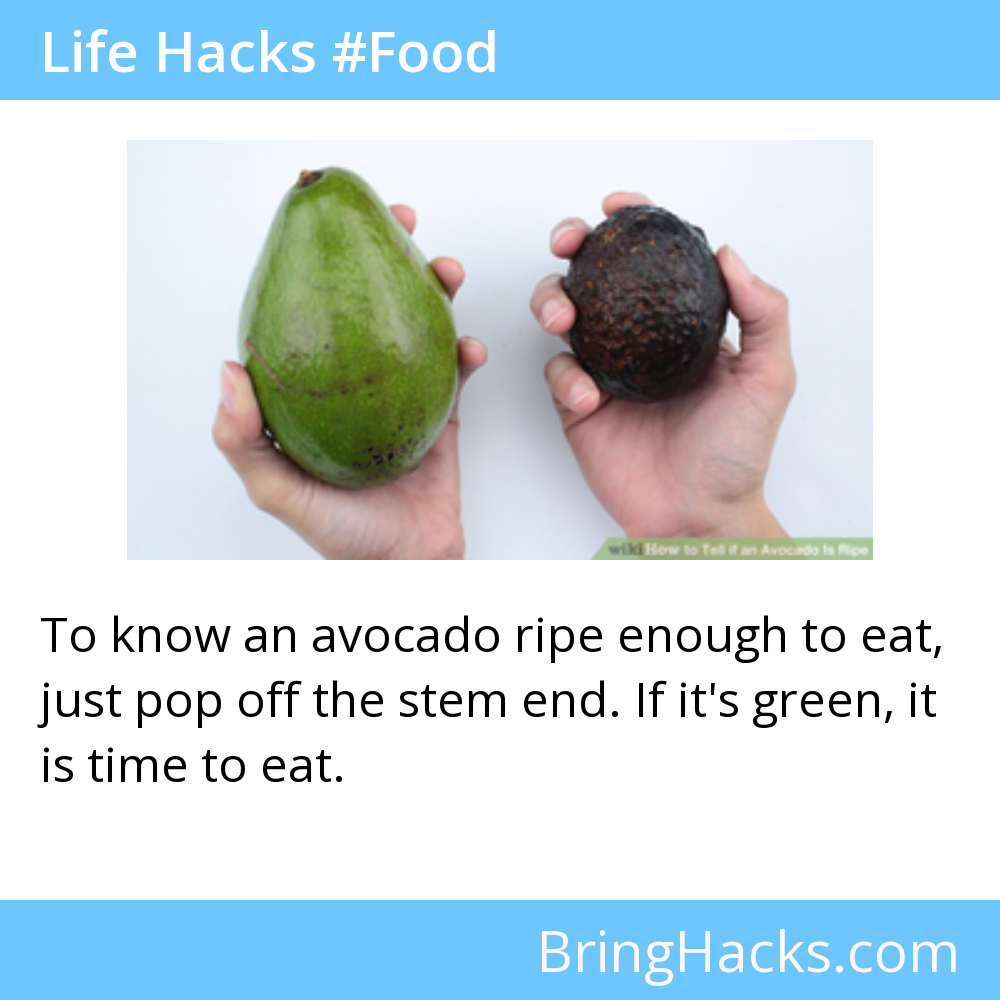 Life Hacks #Food
wikiHow to Tell if an Avocado Is Ripe
To know an avocado ripe enough to eat,
just pop off the stem end. If it's green, it
is time to eat.
BringHacks.com